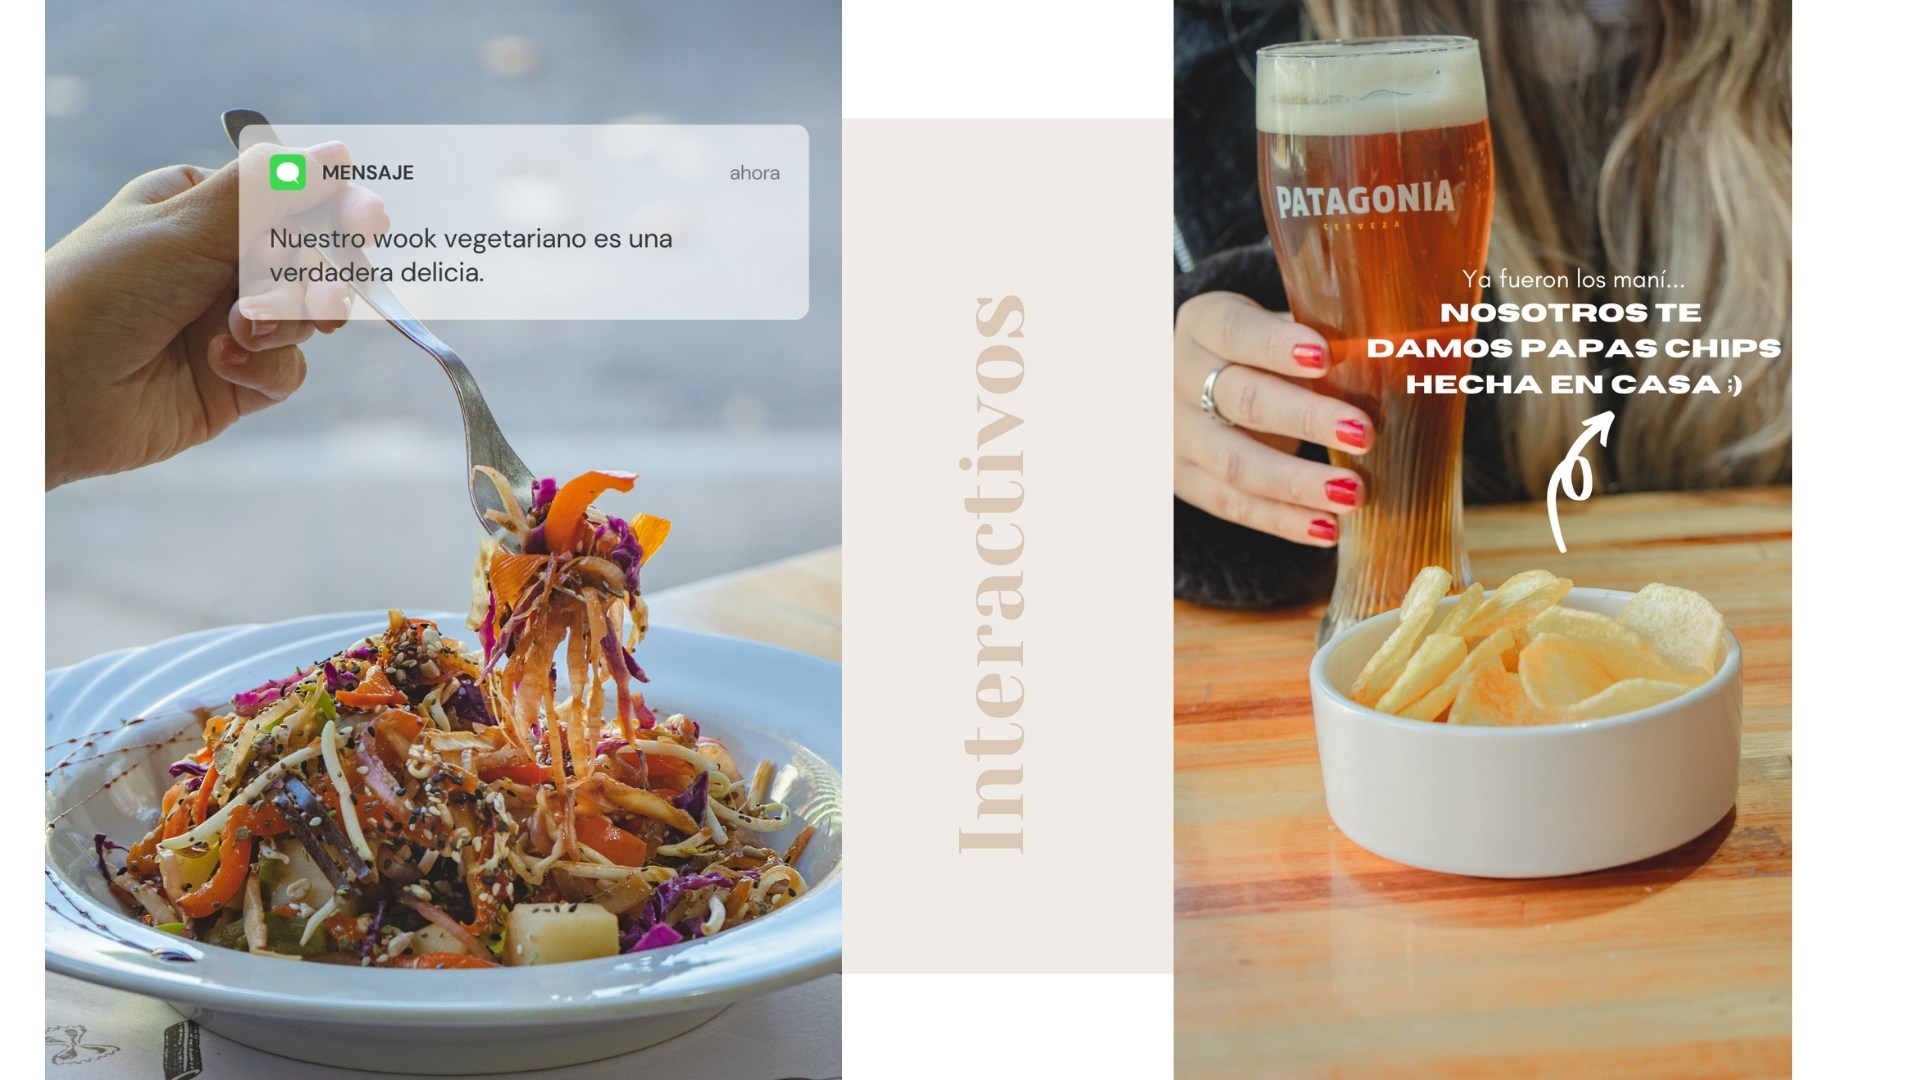 MENSAJE
ahora
Nuestro wook vegetariano es una
verdadera delicia.
Interactivos
PATAGONIA
CERVEZA
Ya fueron los maní...
NOSOTROS TE
DAMOS PAPAS CHIPS
HECHA EN CASA ;)